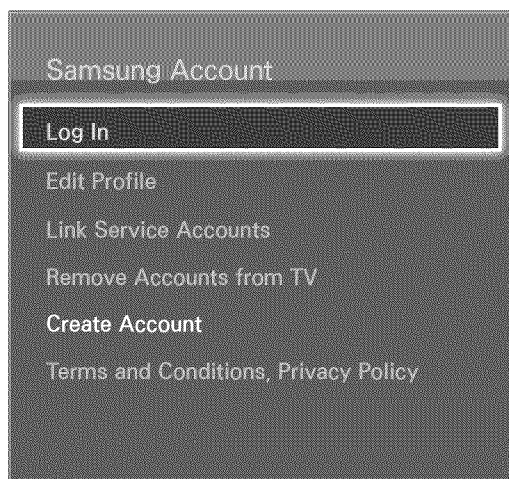 Samsung Account
Log In
Edit Profile
Link Service Accounts
Remove Accounts from TV
Create Account
Terms and Conditions, Privacy Policy